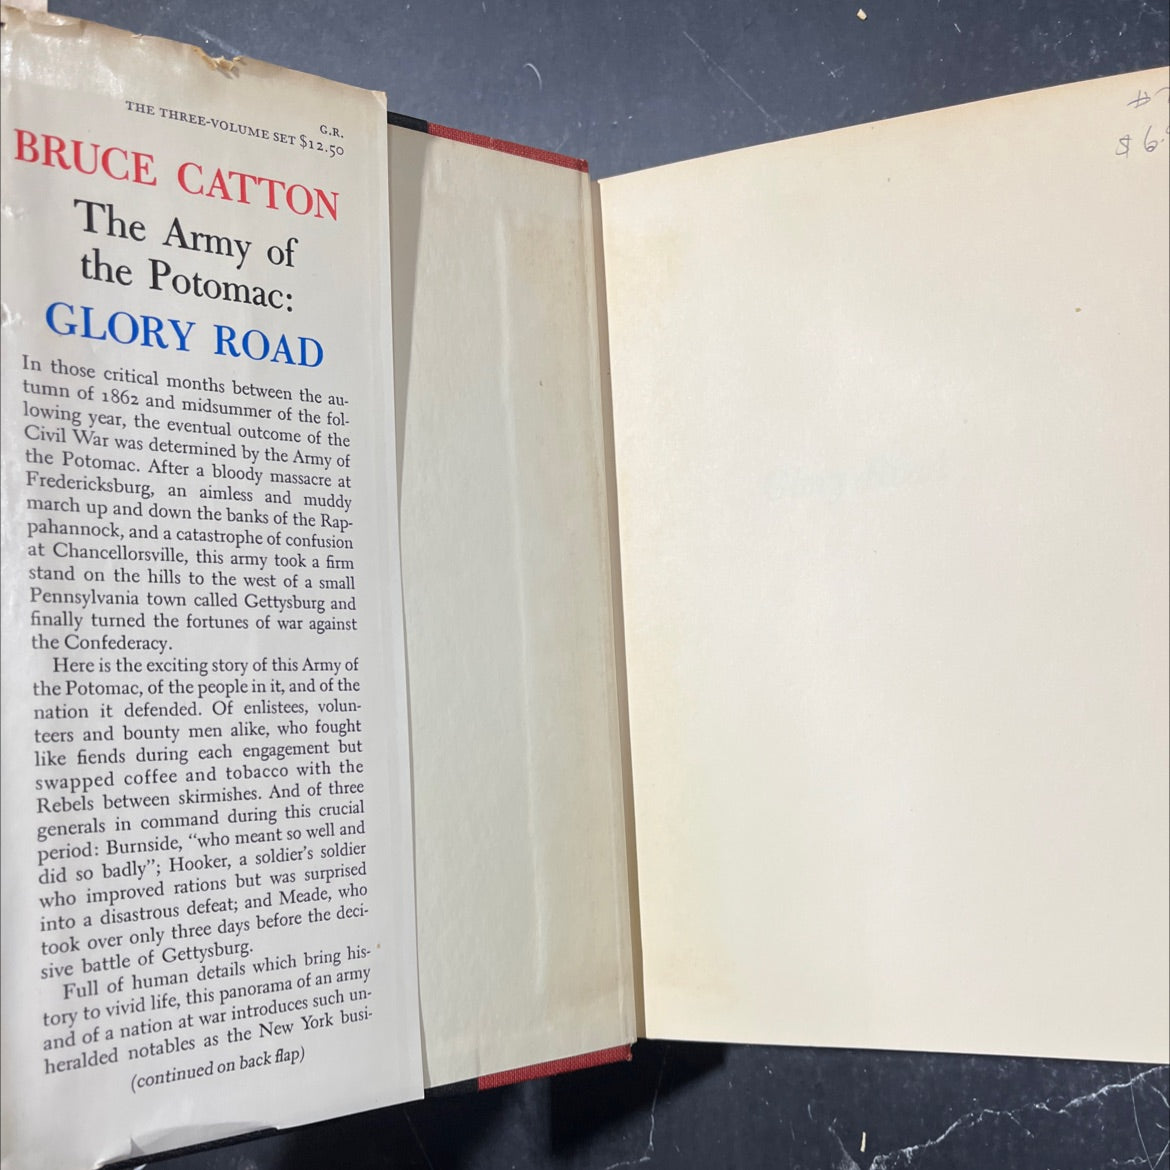 G.R.
THE THREE-VOLUME SET $12.50
BRUCE CATTON
The Army of
the Potomac:
GLORY ROAD
In those critical months between the au-
tumn of 1862 and midsummer of the fol-
lowing year, the eventual outcome of the
Civil War was determined by the Army of
the Potomac. After a bloody massacre at
Fredericksburg, an aimless and muddy
march up and down the banks of the Rap-
pahannock, and a catastrophe of confusion
at Chancellorsville, this army took a firm
stand on the hills to the west of a small
Pennsylvania town called Gettysburg and
finally turned the fortunes of war against
the Confederacy.
Here is the exciting story of this Army of
the Potomac, of the people in it, and of the
nation it defended. Of enlistees, volun-
teers and bounty men alike, who fought
like fiends during each engagement but
swapped coffee and tobacco with the
Rebels between skirmishes. And of three
generals in command during this crucial
period: Burnside, “who meant so well and
did so badly”; Hooker, a soldier’s soldier
who improved rations but was surprised
into a disastrous defeat; and Meade, who
took over only three days before the deci-
sive battle of Gettysburg.
Full of human details which bring his-
tory to vivid life, this panorama of an army
and of a nation at war introduces such un-
heralded notables as the New York busi-
(continued on back flap)